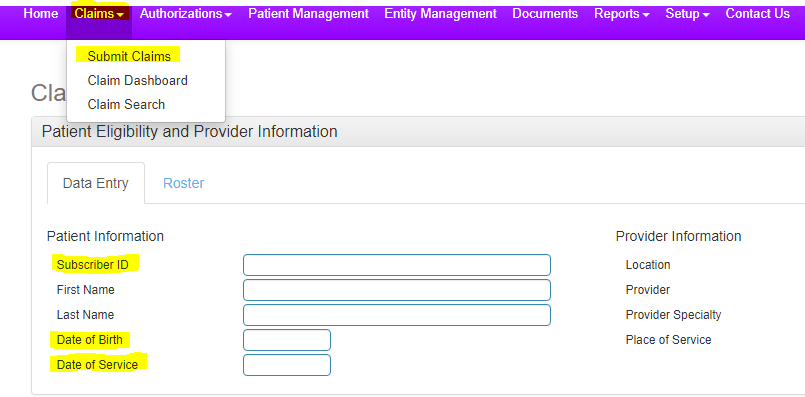 Home Claims Authorizations Patient Management Entity Management Documents Reports Setup Contact Us
Submit Claims
Claim Dashboard
Claim Search
Cla
Patient Eligibility and Provider Information
Data Entry Roster
Patient Information
Subscriber ID
First Name
Last Name
Date of Birth
Date of Service
Provider Information
Location
Provider
Provider Specialty
Place of Service